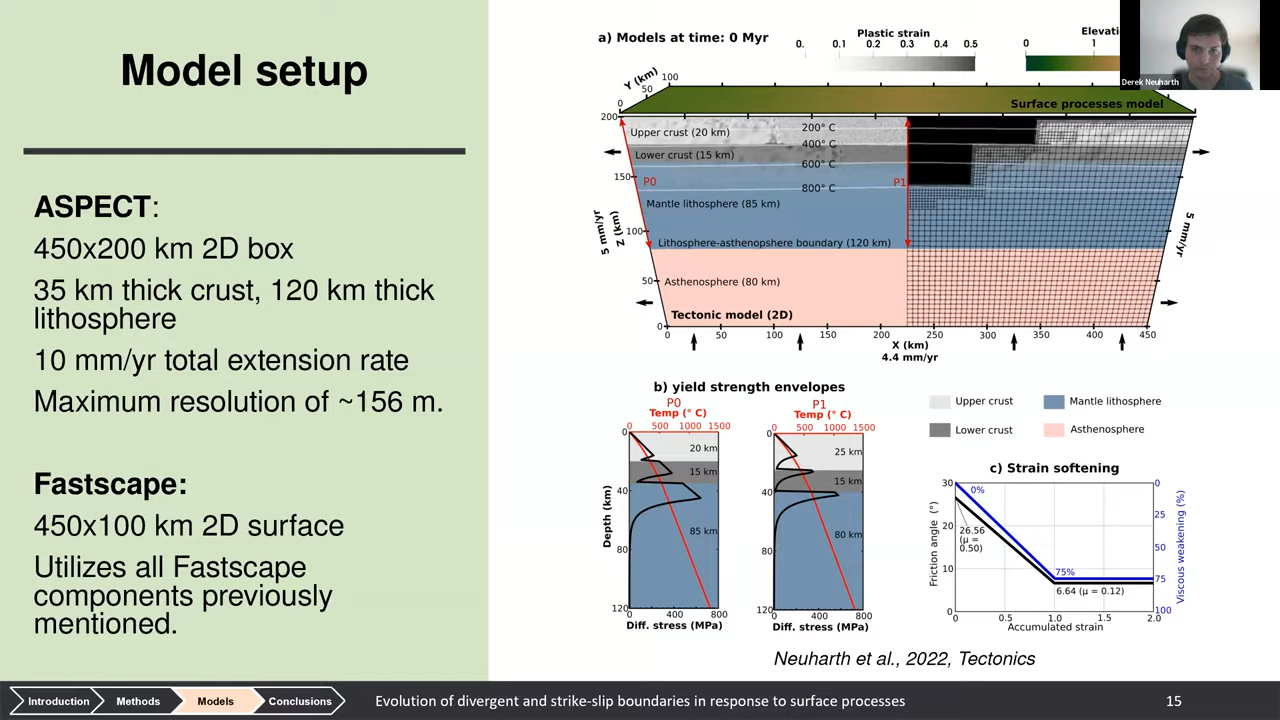 Model setup
ASPECT:
450x200 km 2D box
35 km thick crust, 120 km thick
lithosphere
10 mm/yr total extension rate
Maximum resolution of ~156 m.
Fastscape:
450x100 km 2D surface
Utilizes all Fastscape
components previously
mentioned.
a) Models at time: 0 Myr
Plastic strain
0. 0.1 0.2 0.3 0.4 0.5
Elevati
0 1
Derek Neuharth
Y (km)
0 50 100
Surface processes model
200
150
100
50
0
Z (km)
5 mm/yr
Upper crust (20 km)
200° C
400° C
Lower crust (15 km)
600° C
P0
P1
800° C
Mantle lithosphere (85 km)
Lithosphere-asthenopshere boundary (120 km)
Asthenosphere (80 km)
Tectonic model (2D)
5 mm/yr
0 50 100 150 200 250 300 350 400 450
X (km)
4.4 mm/yr
b) yield strength envelopes
P0
Temp (° C)
0 500 1000 1500
20 km
15 km
85 km
0
40
80
120
Depth (km)
0 400 800
Diff. stress (MPa)
P1
Temp (° C)
0 500 1000 1500
25 km
15 km
80 km
0
40
80
120
0 400 800
Diff. stress (MPa)
Upper crust
Mantle lithosphere
Lower crust
Asthenosphere
c) Strain softening
30
20
10
0
Friction angle (°)
0%
26.56
(μ =
0.50)
75%
6.64 (μ = 0.12)
0
25
50
75
100
Viscous weakening (%)
0 0.5 1.0 1.5 2.0
Accumulated strain
Neuharth et al., 2022, Tectonics
Introduction Methods Models Conclusions
Evolution of divergent and strike-slip boundaries in response to surface processes
15